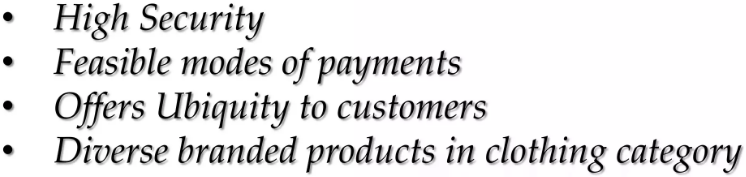 • High Security
• Feasible modes of payments
• Offers Ubiquity to customers
• Diverse branded products in clothing category